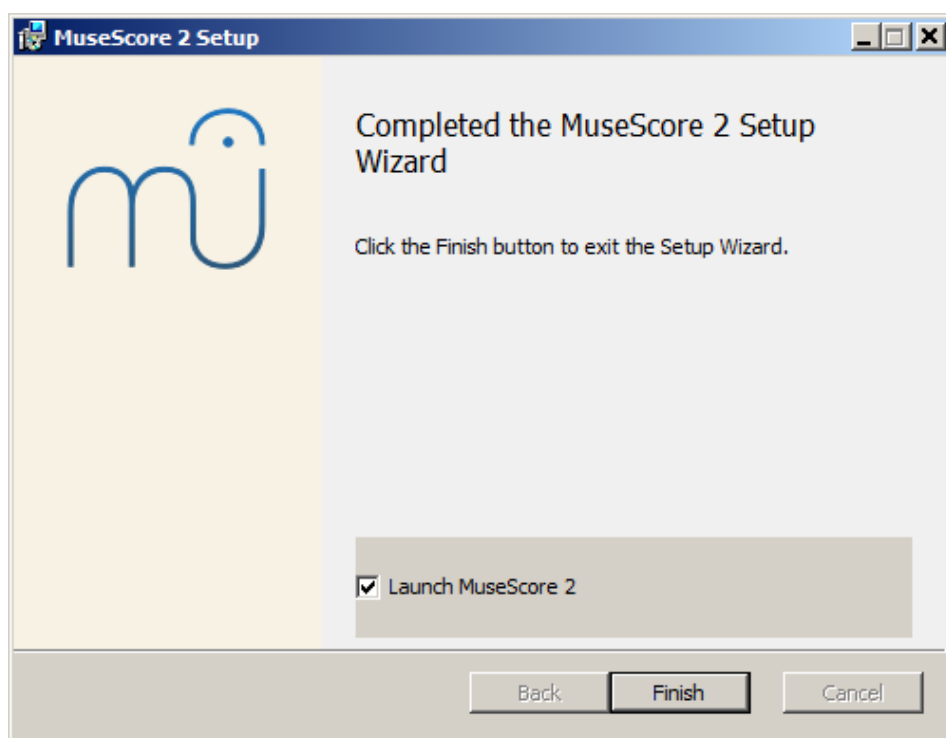 MuseScore 2 Setup
Completed the MuseScore 2 Setup
Wizard
Click the Finish button to exit the Setup Wizard.
Launch MuseScore 2
Back
Finish
Cancel